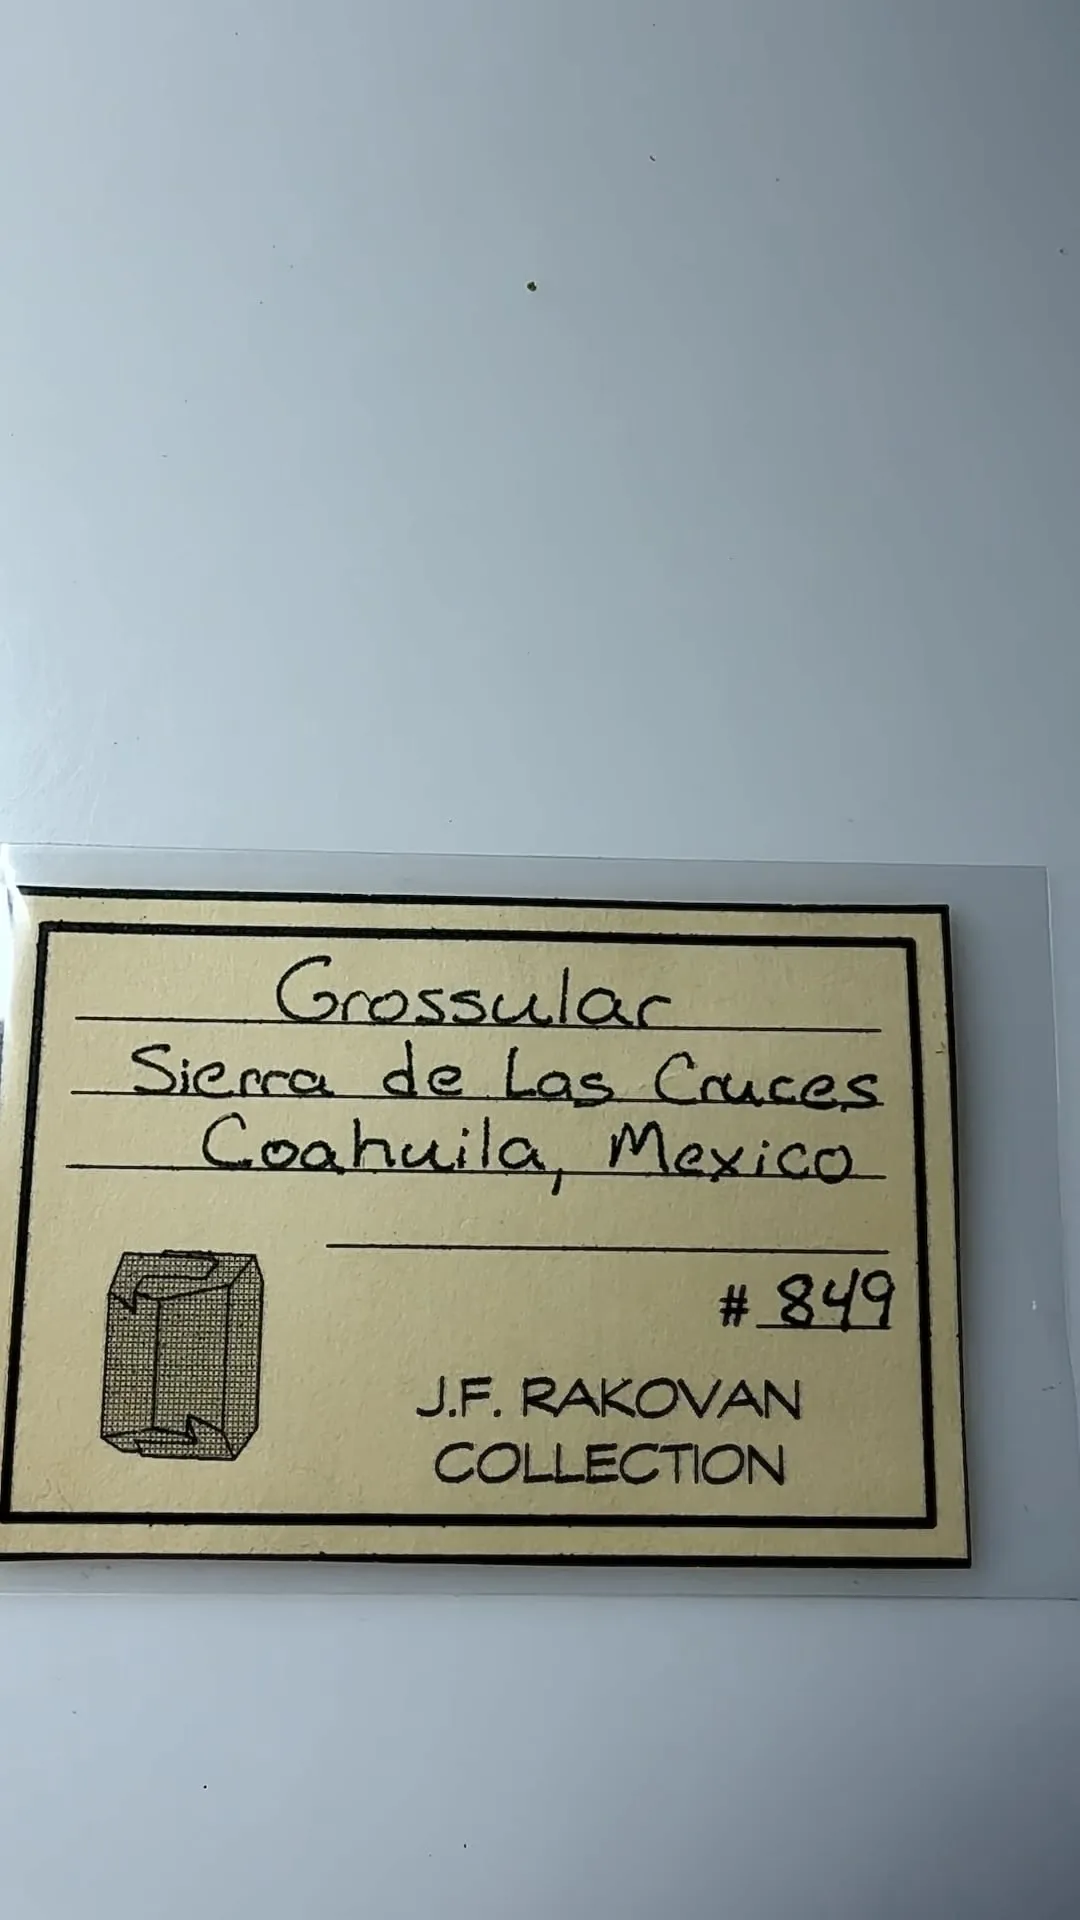 Grossular
Sierra de Las Cruces
Coahuila, Mexico
# 849
J.F. RAKOVAN
COLLECTION